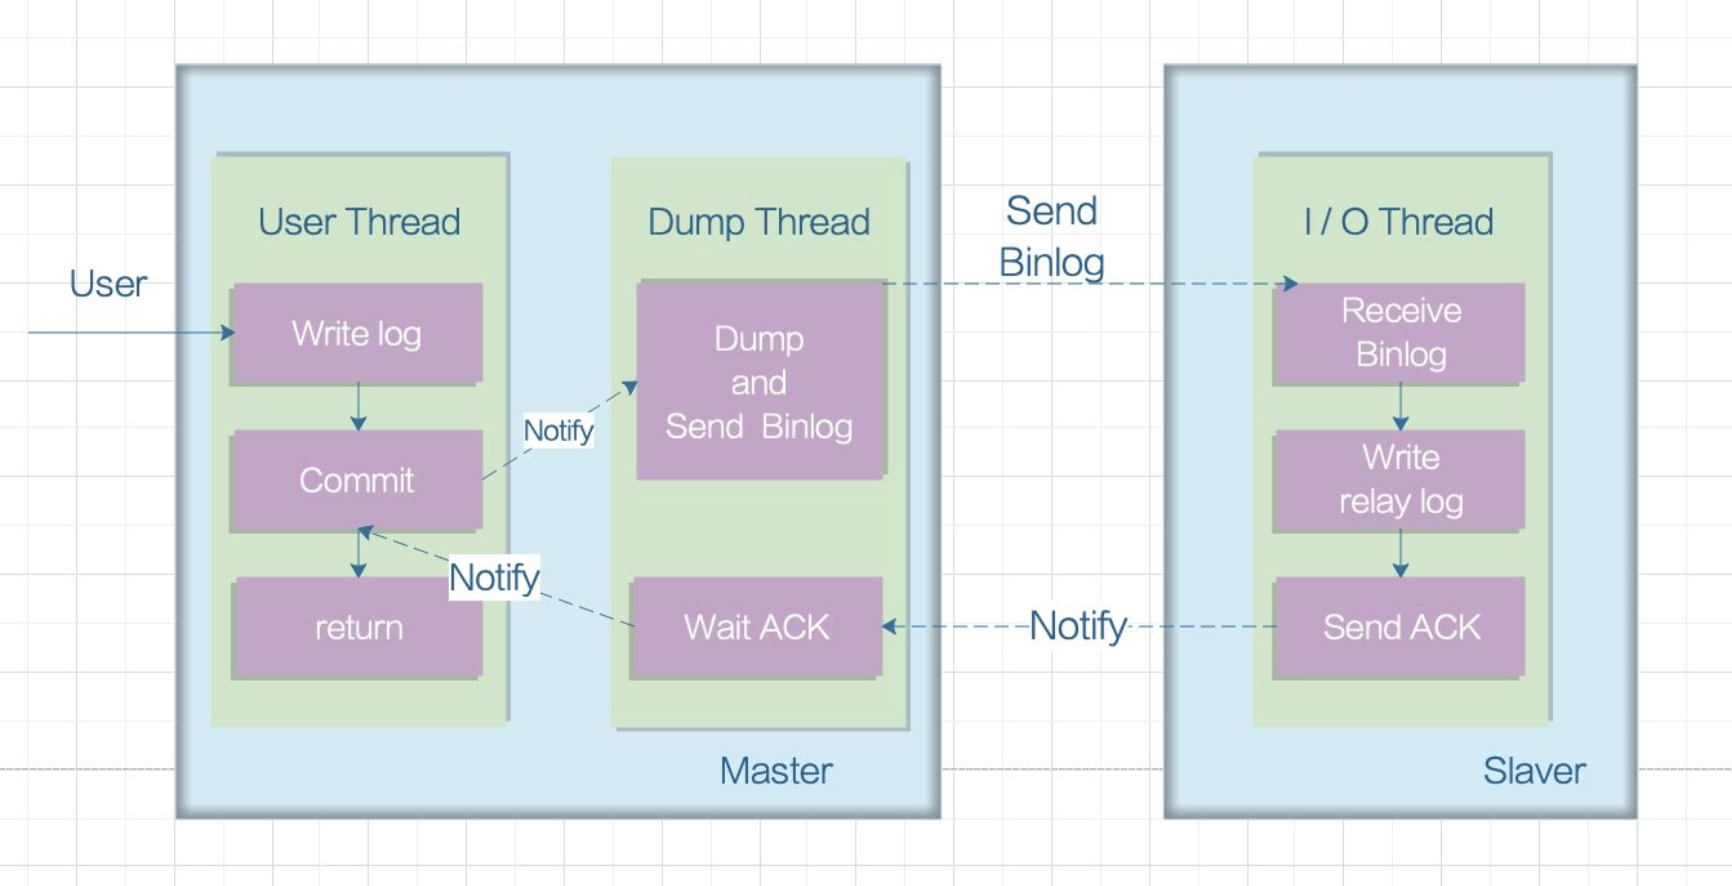 User
User Thread
Write log
Commit
return
Notify
Notify
Dump Thread
Dump
and
Send Binlog
Wait ACK
Master
Send
Binlog
Notify
I / O Thread
Receive
Binlog
Write
relay log
Send ACK
Slaver